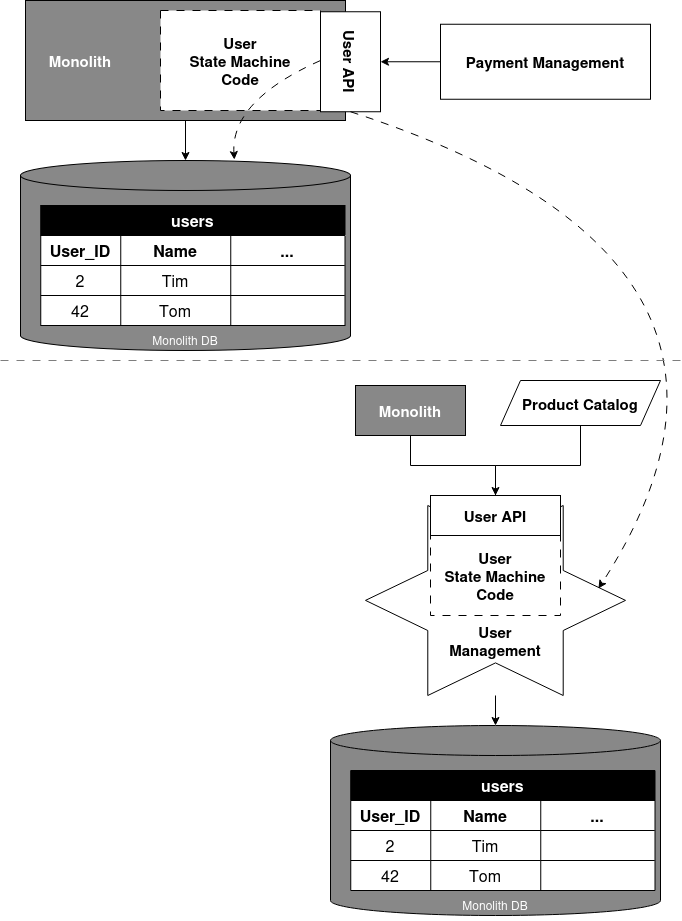 Monolith
User
State Machine
Code
User API
Payment Management
users
User_ID Name ...
2 Tim
42 Tom
Monolith DB
Monolith
Product Catalog
User API
User
State Machine
Code
User
Management
users
User_ID Name ...
2 Tim
42 Tom
Monolith DB